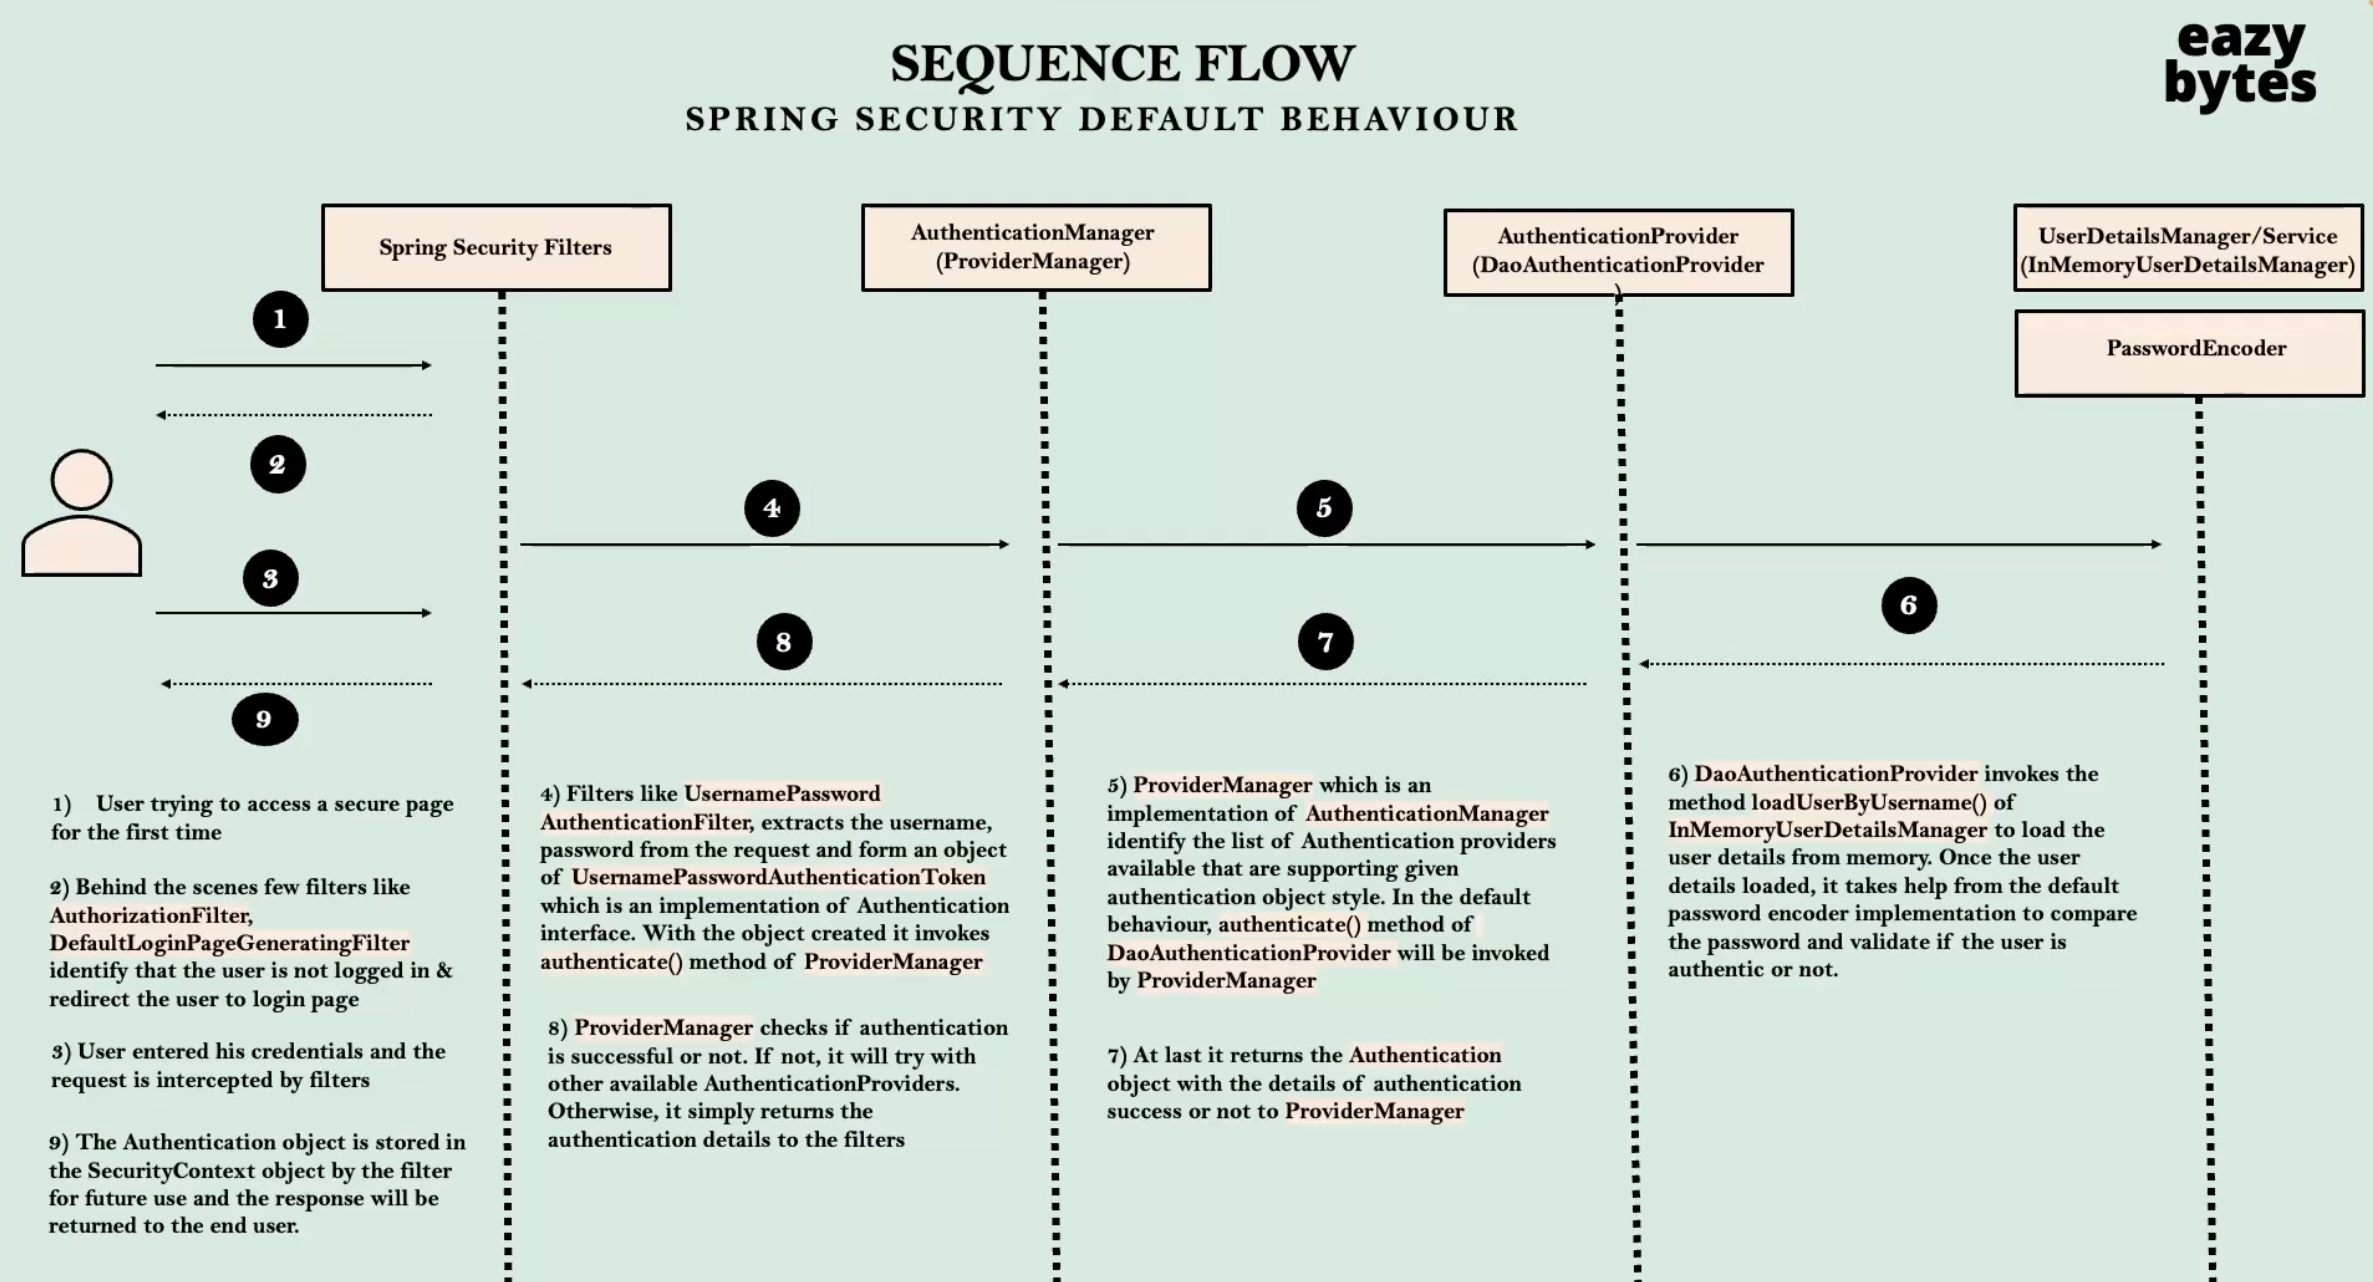 eazy
bytes
SEQUENCE FLOW
SPRING SECURITY DEFAULT BEHAVIOUR
Spring Security Filters
AuthenticationManager
(ProviderManager)
AuthenticationProvider
(DaoAuthenticationProvider
)
UserDetailsManager/Service
(InMemoryUserDetailsManager)
PasswordEncoder
1
2
3
4
5
6
7
8
9
1) User trying to access a secure page
for the first time
2) Behind the scenes few filters like
AuthorizationFilter,
DefaultLoginPageGeneratingFilter
identify that the user is not logged in &
redirect the user to login page
3) User entered his credentials and the
request is intercepted by filters
9) The Authentication object is stored in
the SecurityContext object by the filter
for future use and the response will be
returned to the end user.
4) Filters like UsernamePassword
AuthenticationFilter, extracts the username,
password from the request and form an object
of UsernamePasswordAuthenticationToken
which is an implementation of Authentication
interface. With the object created it invokes
authenticate() method of ProviderManager
8) ProviderManager checks if authentication
is successful or not. If not, it will try with
other available AuthenticationProviders.
Otherwise, it simply returns the
authentication details to the filters
5) ProviderManager which is an
implementation of AuthenticationManager
identify the list of Authentication providers
available that are supporting given
authentication object style. In the default
behaviour, authenticate() method of
DaoAuthenticationProvider will be invoked
by ProviderManager
7) At last it returns the Authentication
object with the details of authentication
success or not to ProviderManager
6) DaoAuthenticationProvider invokes the
method loadUserByUsername() of
InMemoryUserDetailsManager to load the
user details from memory. Once the user
details loaded, it takes help from the default
password encoder implementation to compare
the password and validate if the user is
authentic or not.